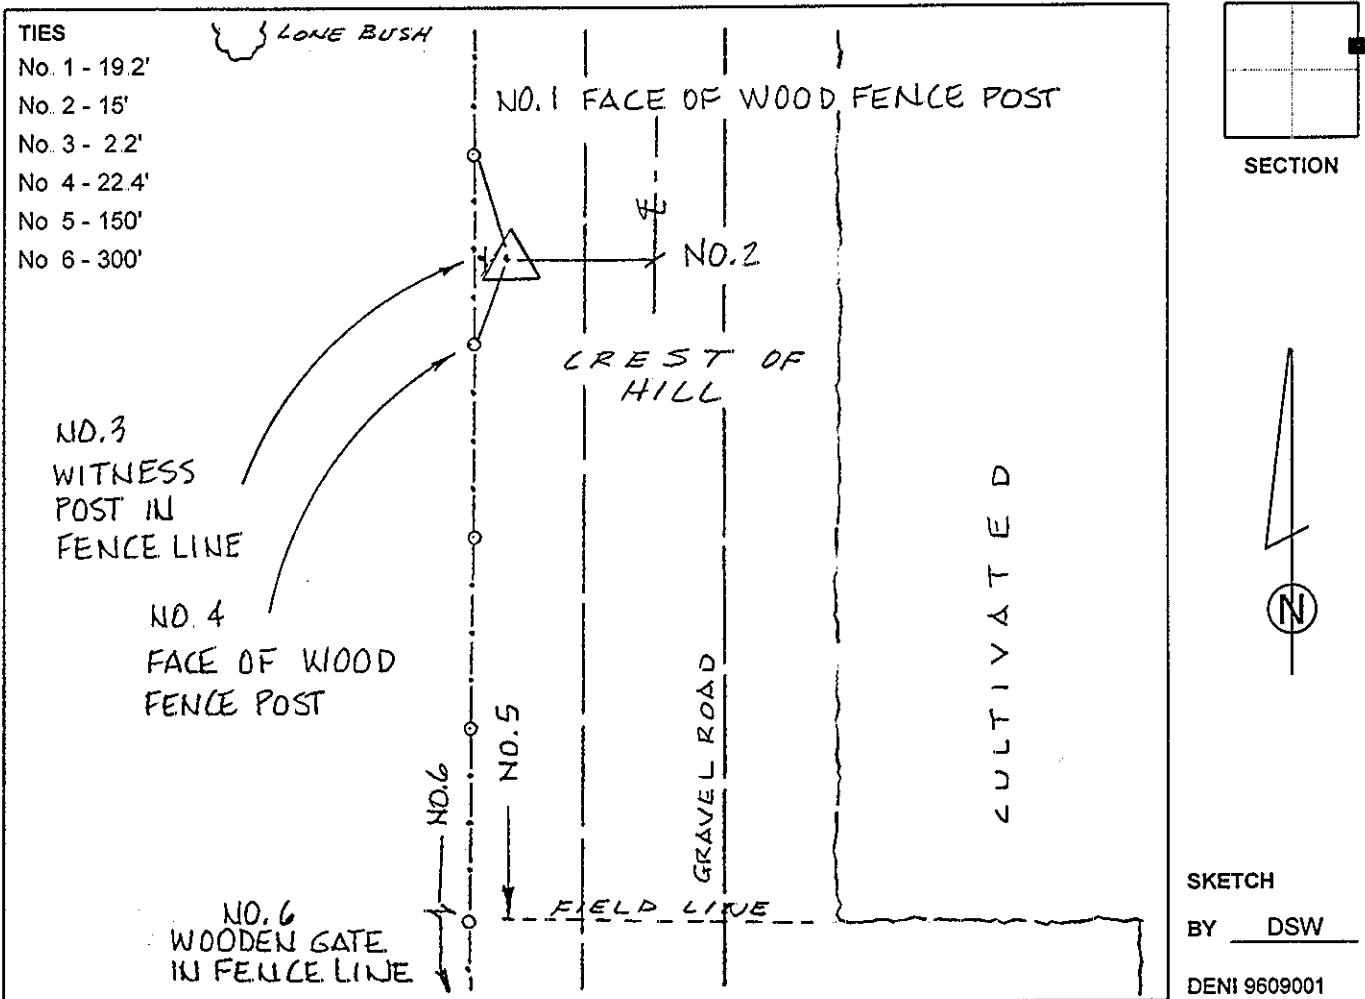 TIES
No. 1 - 19.2'
No. 2 - 15'
No. 3 - 2.2'
No 4 - 22.4'
No 5 - 150'
No 6 - 300'
LONE BUSH
NO.1 FACE OF WOOD FENCE POST
SECTION
℄
NO.2
CREST OF
HILL
NO.3
WITNESS
POST IN
FENCE LINE
NO. 4
FACE OF WOOD
FENCE POST
NO.6
NO.5
GRAVEL ROAD
CULTIVATED
N
FIELD LINE
NO. 6
WOODEN GATE
IN FENCE LINE
SKETCH
BY DSW
DENI 9609001